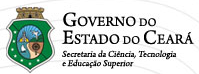 GOVERNO DO
ESTADO DO CEARÁ
Secretaria da Ciência, Tecnologia
e Educação Superior